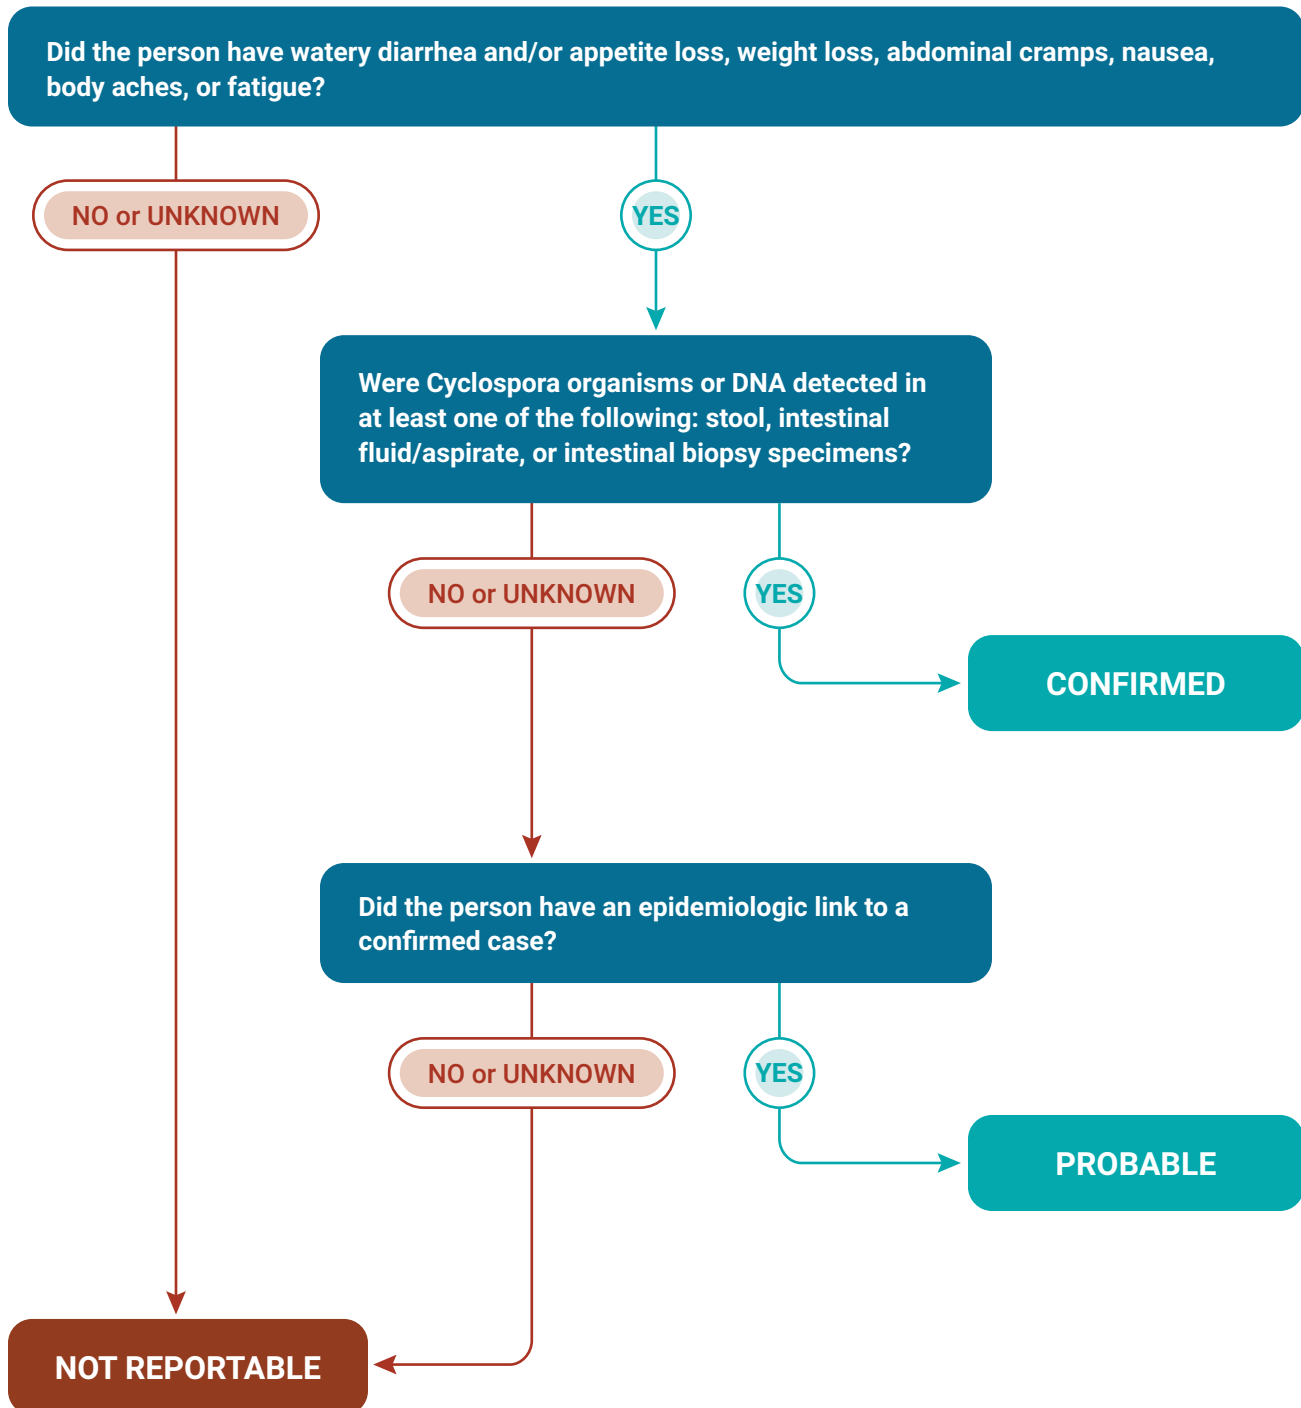 Did the person have watery diarrhea and/or appetite loss, weight loss, abdominal cramps, nausea,
body aches, or fatigue?
NO or UNKNOWN
YES
Were Cyclospora organisms or DNA detected in
at least one of the following: stool, intestinal
fluid/aspirate, or intestinal biopsy specimens?
NO or UNKNOWN
YES
CONFIRMED
Did the person have an epidemiologic link to a
confirmed case?
NO or UNKNOWN
YES
PROBABLE
NOT REPORTABLE